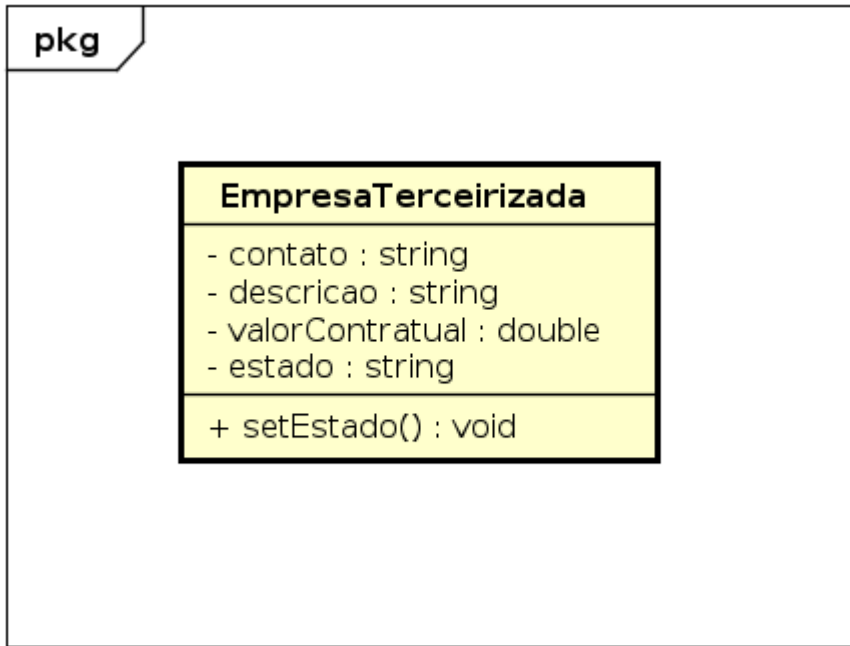 pkg
EmpresaTerceirizada
- contato : string
- descricao : string
- valorContratual : double
- estado : string
+ setEstado() : void